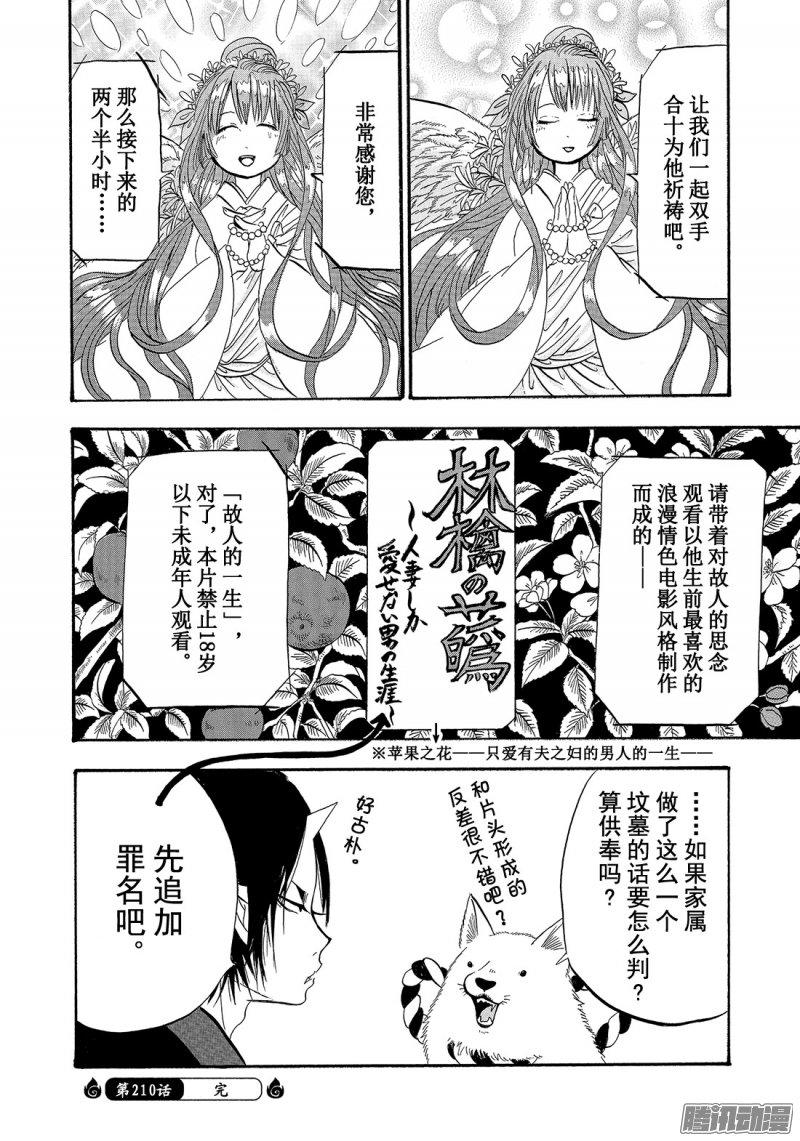 让我们一起双手
合十为他祈祷吧。
非常感谢您，
那么接下来的
两个半小时……
请带着对故人的思念
观看以他生前最喜欢的
浪漫情色电影风格制作
而成的——
林檎の蘤
～人妻しか
愛せない男の生涯～
※苹果之花——只爱有夫之妇的男人的一生——
「故人的一生」，
对了，本片禁止18岁
以下未成年人观看。
……如果家属
做了这么一个
坟墓的话要怎么判？
算供奉吗？
和片头形成的
反差很不错吧？
好古朴。
先追加
罪名吧。
第210话 完
腾讯动漫